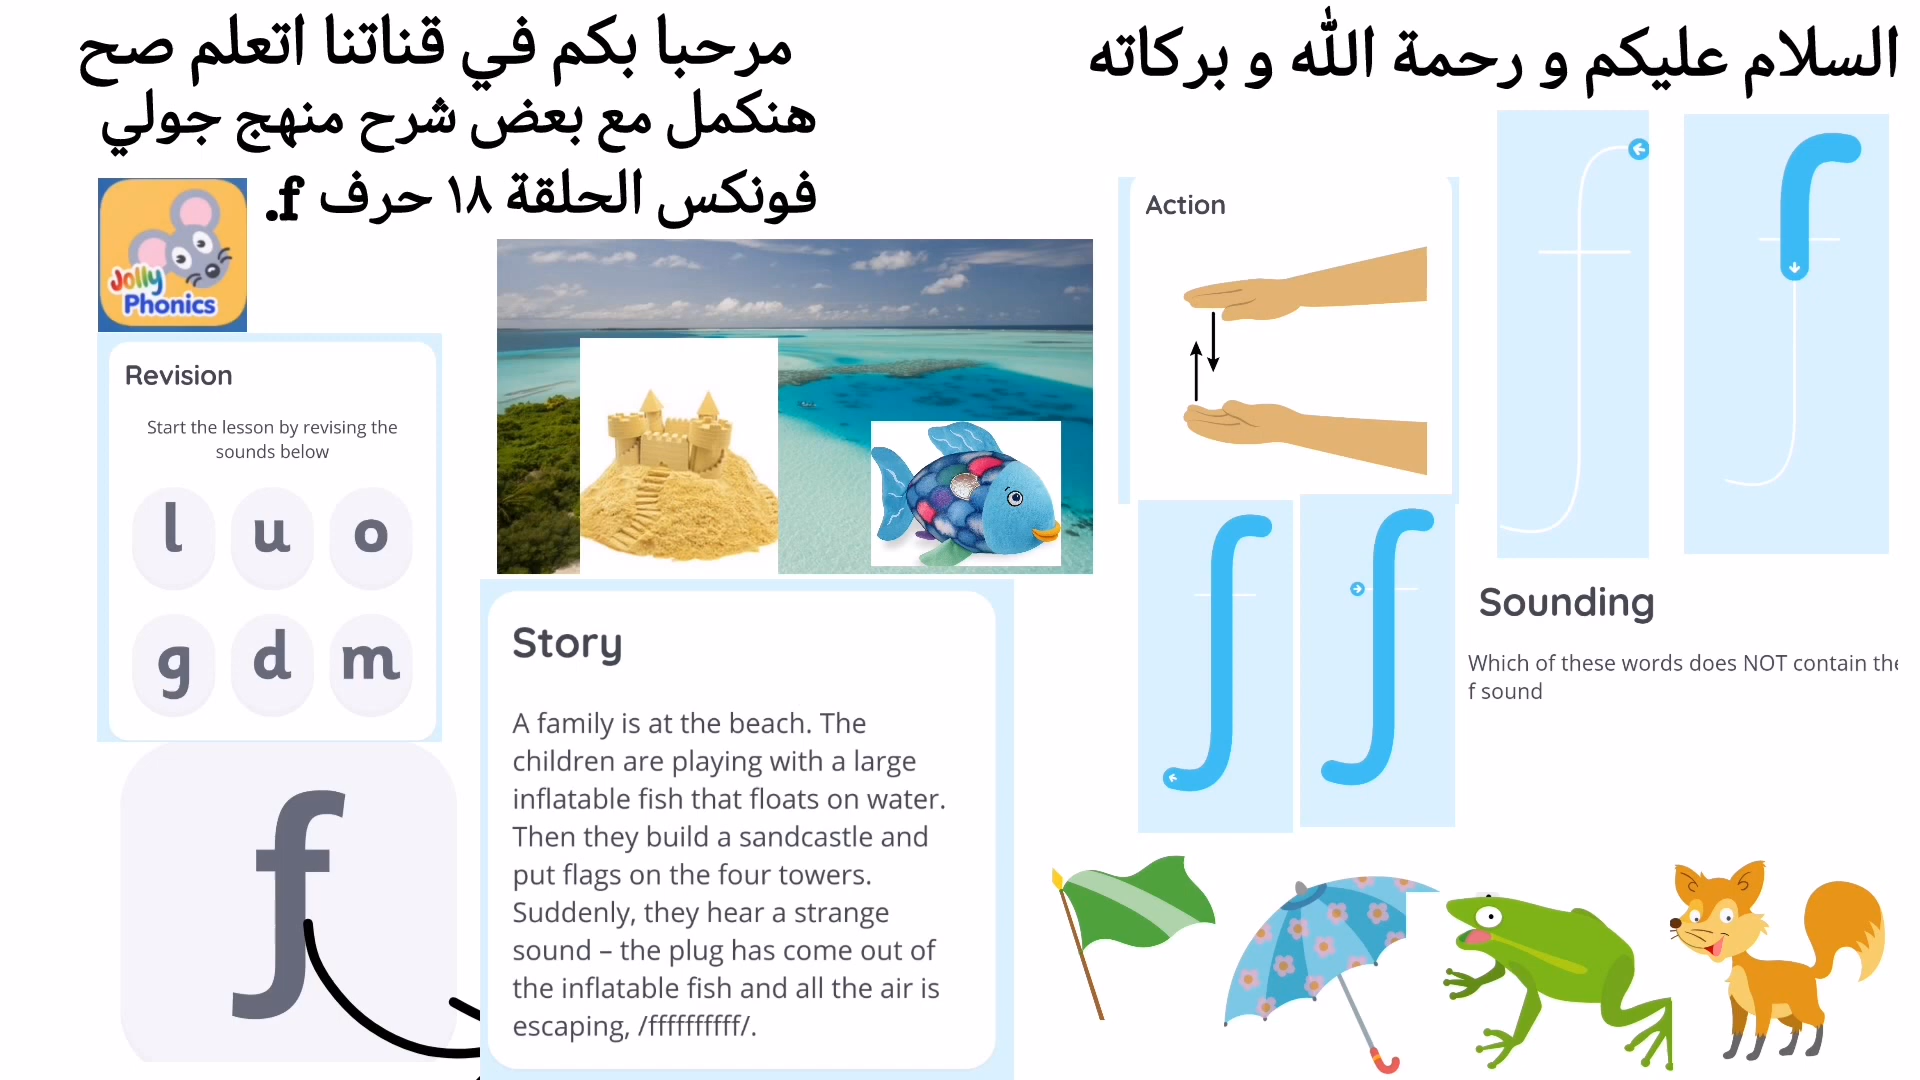 السلام عليكم و رحمة الله و بركاته
مرحبا بكم في قناتنا اتعلم صح
هنكمل مع بعض شرح منهج جولي
فونكس الحلقة ١٨ حرف f.
Jolly
Phonics
Revision
Start the lesson by revising the
sounds below
l u o
g d m
f
Story
A family is at the beach. The
children are playing with a large
inflatable fish that floats on water.
Then they build a sandcastle and
put flags on the four towers.
Suddenly, they hear a strange
sound – the plug has come out of
the inflatable fish and all the air is
escaping, /ffffffffff/.
Action
f
f
f
f
Sounding
Which of these words does NOT contain the
f sound